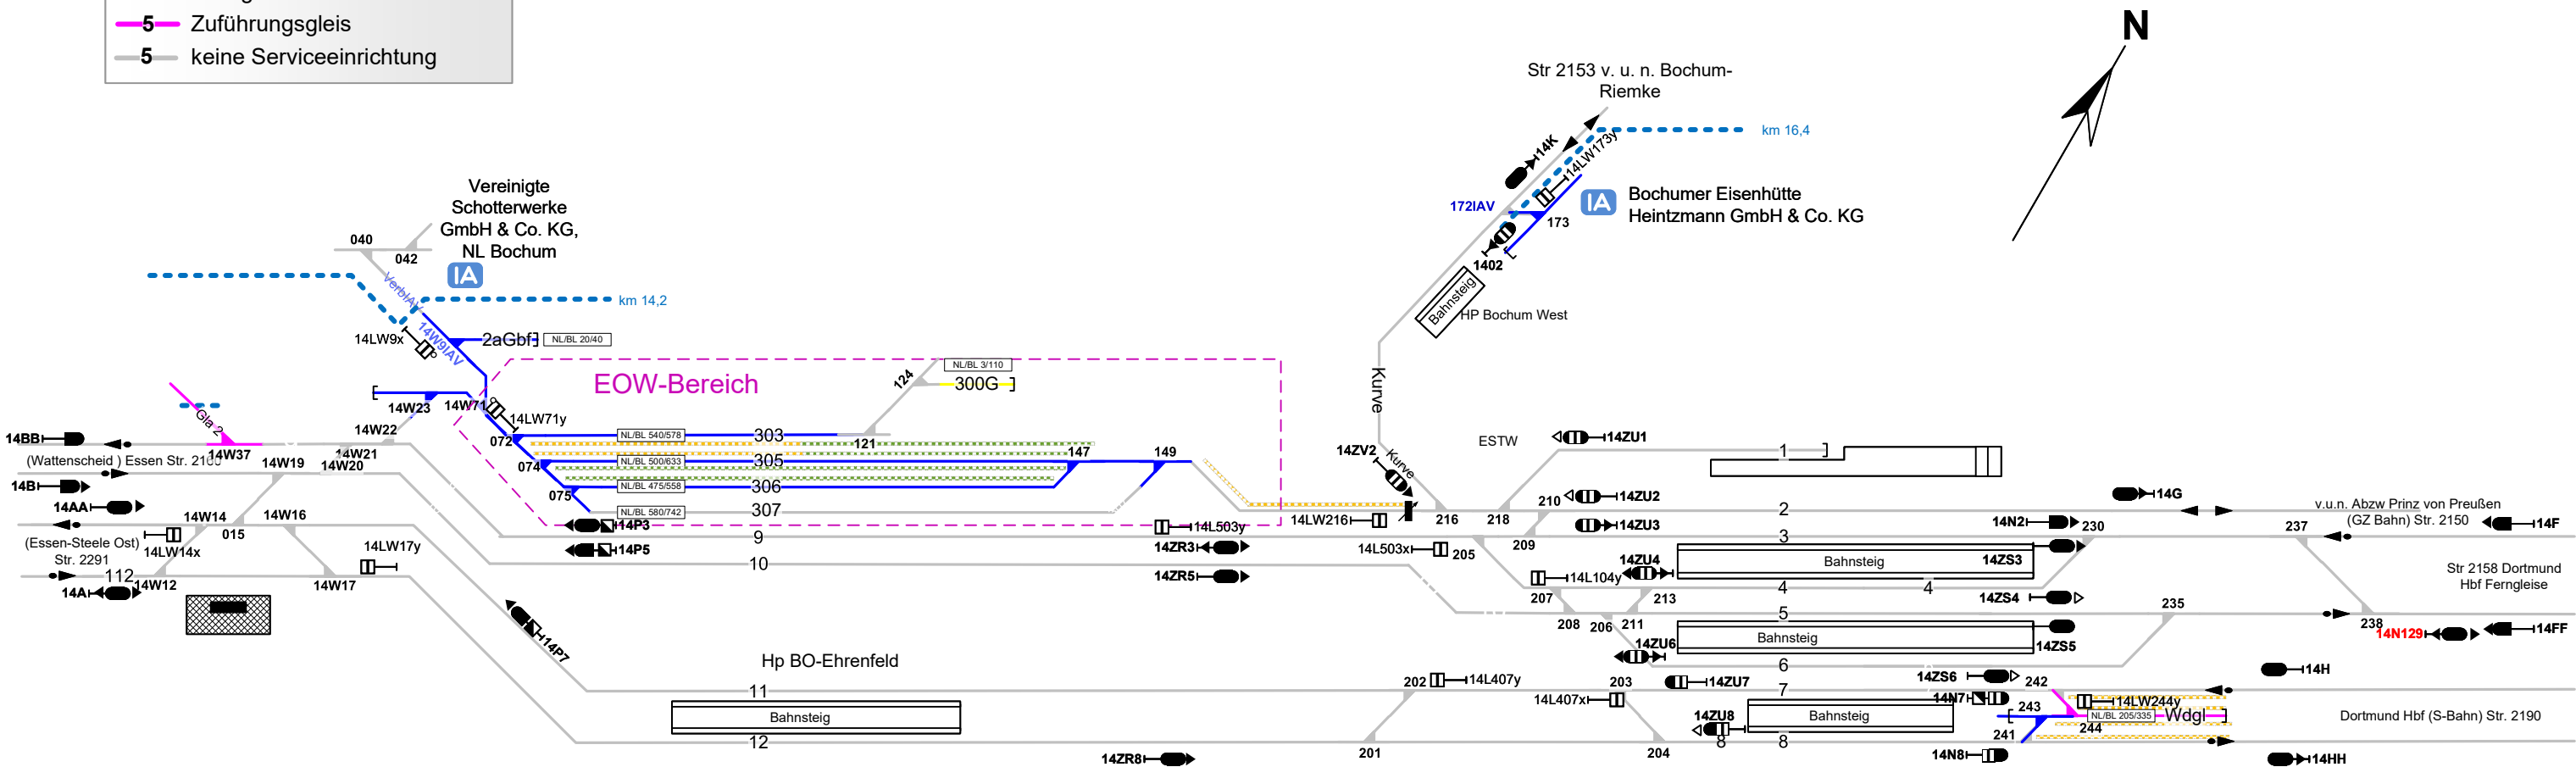 5 Zuführungsgleis
5 keine Serviceeinrichtung
N
Str 2153 v. u. n. Bochum-
Riemke
km 16,4
14K
14LW173y
172IAV
173
IA
Bochumer Eisenhütte
Heintzmann GmbH & Co. KG
1402
Bahnsteig
HP Bochum West
Vereinigte
Schotterwerke
GmbH & Co. KG,
NL Bochum
IA
040
042
VerbIAV
km 14,2
14LW9x
14W9IAV
2aGbf
NL/BL 20/40
EOW-Bereich
124
NL/BL 3/110
300G
Kurve
14W23
14W71
14LW71y
Gla 2
14W22
14BB
14W37
14W21
(Wattenscheid ) Essen Str. 2160
14W19
14W20
072
NL/BL 540/578
303
121
074
NL/BL 500/633
305
147
149
075
NL/BL 475/558
306
NL/BL 580/742
307
14B
14AA
14W14
14W16
14P3
9
14P5
10
14L503y
14ZR3
14ZR5
(Essen-Steele Ost)
Str. 2291
14LW14x
015
14LW17y
112
14W12
14W17
14A
14P7
Hp BO-Ehrenfeld
11
Bahnsteig
12
14ZR8
14ZV2
Kurve
ESTW
14ZU1
1
210
14ZU2
14G
v.u.n. Abzw Prinz von Preußen
(GZ Bahn) Str. 2150
14F
14LW216
216
218
2
14ZU3
14N2
230
237
14L503x
205
209
3
14ZU4
Bahnsteig
14ZS3
14L104y
207
213
4
4
14ZS4
Str 2158 Dortmund
Hbf Ferngleise
208
206
211
5
235
238
14N129
14FF
14ZU6
Bahnsteig
14ZS5
6
14ZS6
14H
202
14L407y
203
14ZU7
7
242
14L407x
14N7
14LW244y
14ZU8
Bahnsteig
243
NL/BL 205/335
Wdgl
Dortmund Hbf (S-Bahn) Str. 2190
8
8
241
244
201
204
14N8
14HH